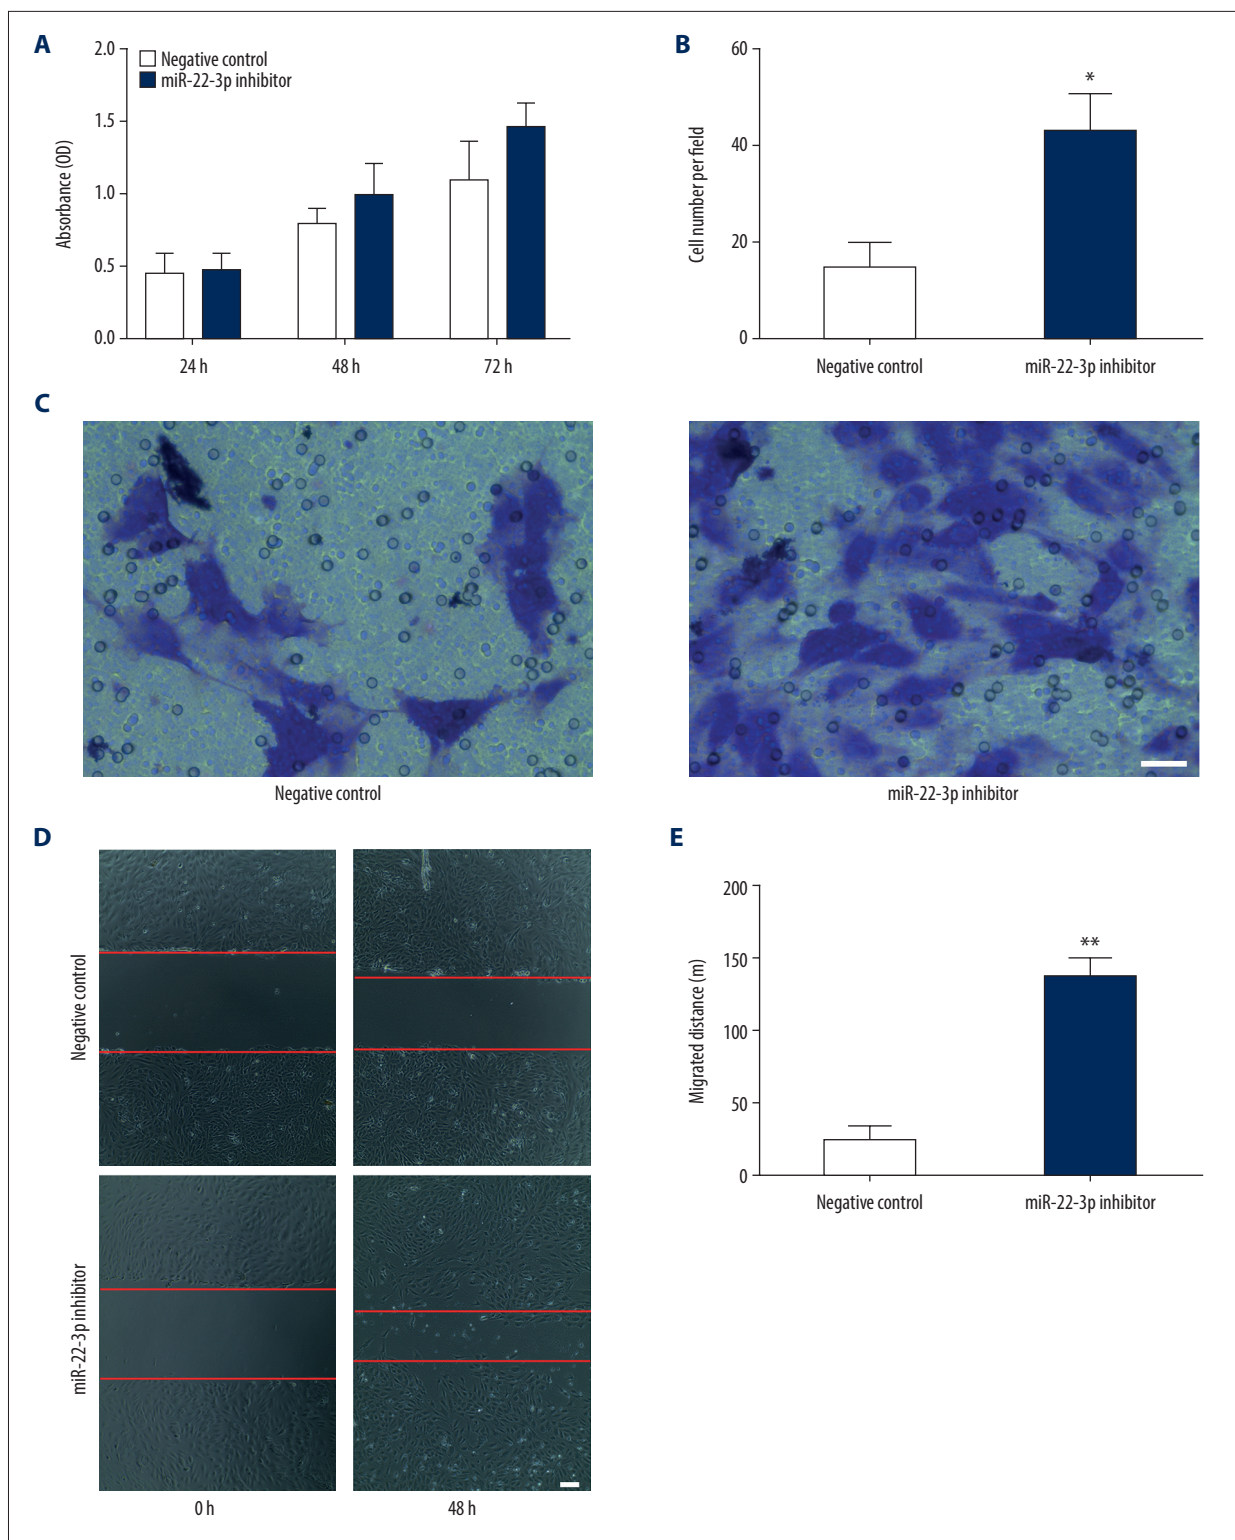 A
Negative control
miR-22-3p inhibitor
Absorbance (OD)
2.0
1.5
1.0
0.5
0.0
24 h
48 h
72 h
B
Cell number per field
60
40
20
0
*
Negative control
miR-22-3p inhibitor
C
Negative control
miR-22-3p inhibitor
D
Negative control
miR-22-3p inhibitor
0 h
48 h
E
Migrated distance (m)
200
150
100
50
0
**
Negative control
miR-22-3p inhibitor